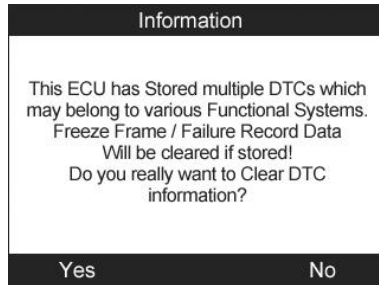 Information
This ECU has Stored multiple DTCs which
may belong to various Functional Systems.
Freeze Frame / Failure Record Data
Will be cleared if stored!
Do you really want to Clear DTC
information?
Yes No